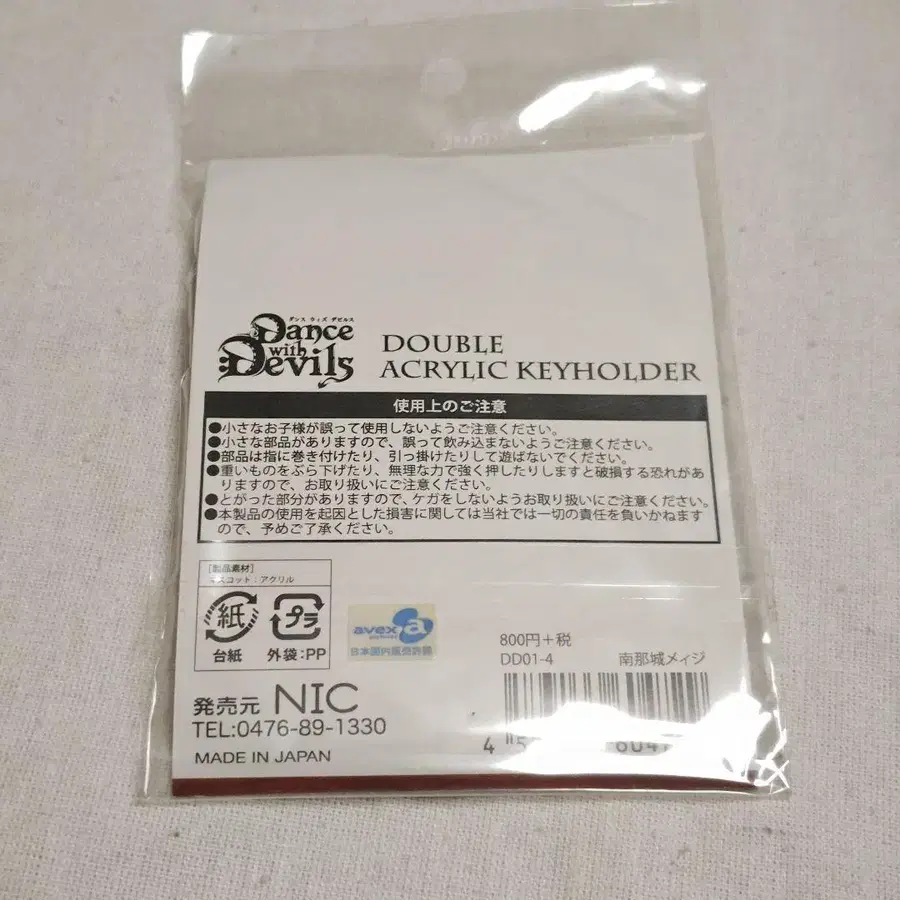 ダンス ウィズ デビルス
Dance
with
Devils
DOUBLE
ACRYLIC KEYHOLDER
使用上のご注意
●小さなお子様が誤って使用しないようご注意ください。
●小さな部品がありますので、誤って飲み込まないようご注意ください。
●部品は指に巻き付けたり、引っ掛けたりして遊ばないでください。
●重いものをぶら下げたり、無理な力で強く押したりしますと破損する恐れがあ
りますので、お取り扱いにご注意ください。
●とがった部分がありますので、ケガをしないようお取り扱いにご注意ください。
●本製品の使用を起因とした損害に関しては当社では一切の責任を負いかねます
ので、予めご了承ください。
[製品素材]
マスコット:アクリル
紙
プラ
台紙
外袋:PP
avex a
pictures
日本国内販売許諾
800円+税
DD01-4
南那城メィジ
発売元 NIC
TEL:0476-89-1330
MADE IN JAPAN